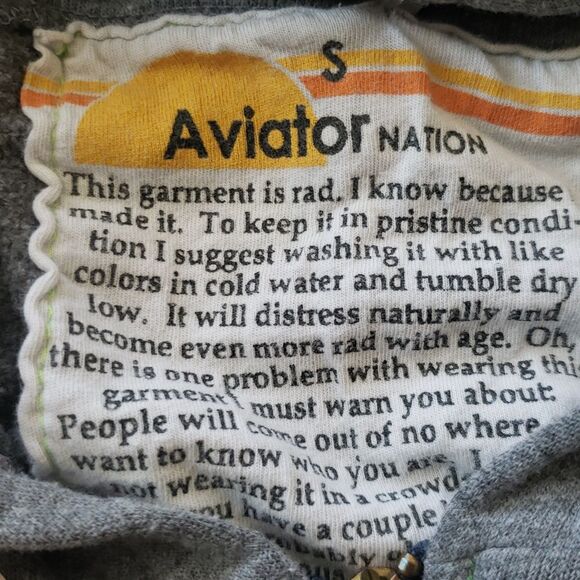 S
Aviator NATION
This garment is rad. I know because
made it. To keep it in pristine condi-
tion I suggest washing it with like
colors in cold water and tumble dry
low. It will distress naturally and
become even more rad with age. Oh,
there is one problem with wearing this
garment I must warn you about:
People will come out of no where
want to know who you are. I
not wearing it in a crowd
you have a couple
probably